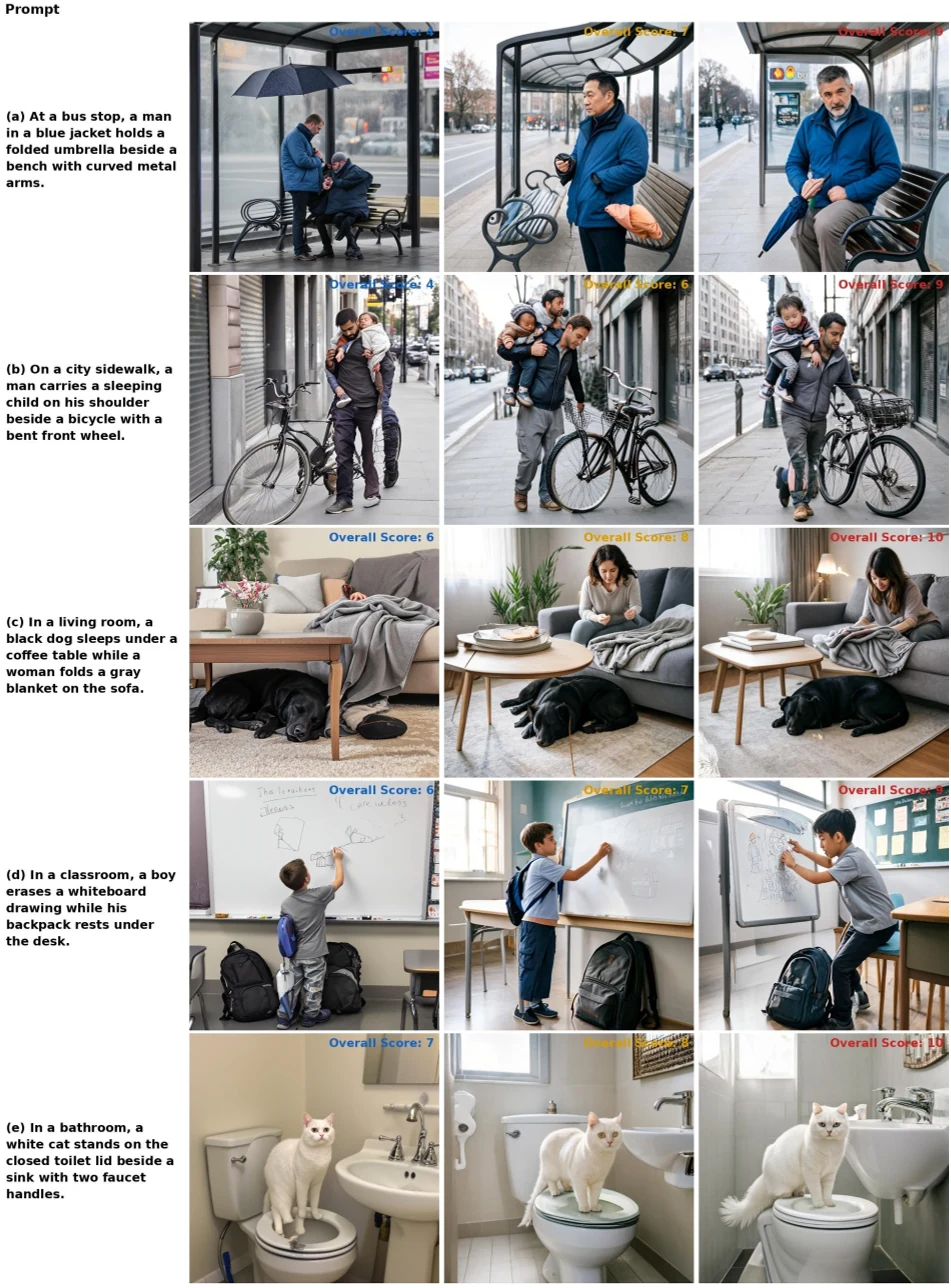 Prompt
(a) At a bus stop, a man
in a blue jacket holds a
folded umbrella beside a
bench with curved metal
arms.
Overall Score: 4
Overall Score: 7
Overall Score: 9
(b) On a city sidewalk, a
man carries a sleeping
child on his shoulder
beside a bicycle with a
bent front wheel.
Overall Score: 4
Overall Score: 6
Overall Score: 9
(c) In a living room, a
black dog sleeps under a
coffee table while a
woman folds a gray
blanket on the sofa.
Overall Score: 6
Overall Score: 8
Overall Score: 10
(d) In a classroom, a boy
erases a whiteboard
drawing while his
backpack rests under
the desk.
Overall Score: 6
Overall Score: 7
Overall Score: 9
(e) In a bathroom, a
white cat stands on the
closed toilet lid beside a
sink with two faucet
handles.
Overall Score: 7
Overall Score: 8
Overall Score: 10